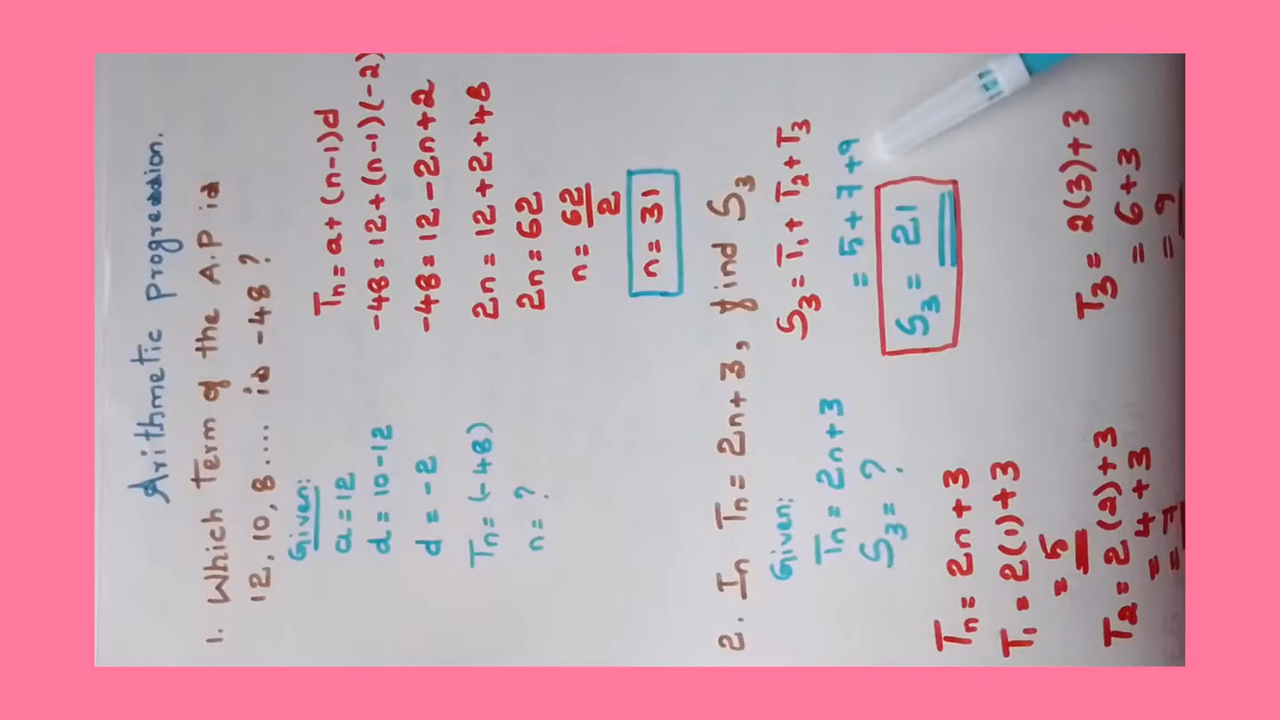 Arithmetic progression.
1. Which Term of the A.P is
12, 10, 8.... is -48?
Given:
a = 12
d = 10-12
d = -2
Tn = (-48)
n = ?
Tn = a + (n-1)d
-48 = 12 + (n-1)(-2)
-48 = 12 - 2n + 2
2n = 12 + 2 + 48
2n = 62
n = 62/2
n = 31
2. In Tn = 2n+3, find S3
Given:
Tn = 2n+3
S3 = ?
S3 = T1 + T2 + T3
= 5 + 7 + 9
S3 = 21
Tn = 2n+3
T1 = 2(1)+3
= 5
T2 = 2(2)+3
= 4+3
= 7
T3 = 2(3)+3
= 6+3
= 9